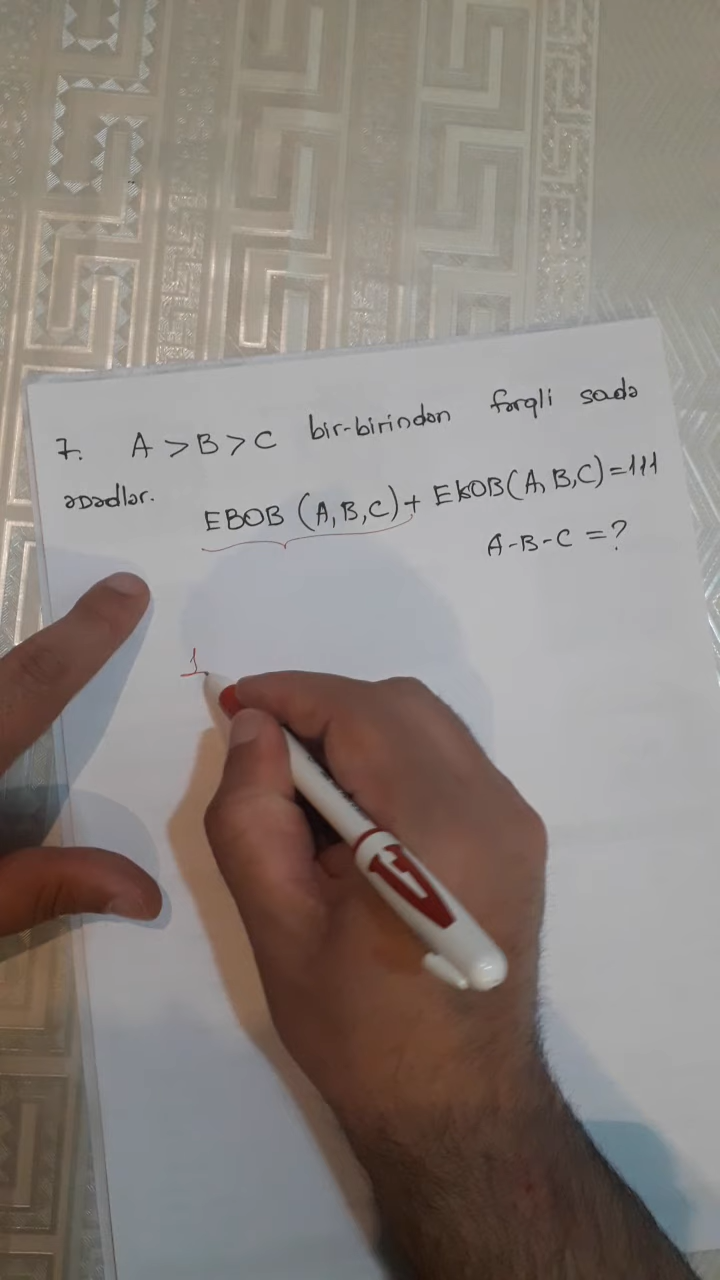 7. A > B > C bir-birindən fərqli sadə
ədədlər.
EBOB (A,B,C) + EKOB(A,B,C)=111
A-B-C =?
1